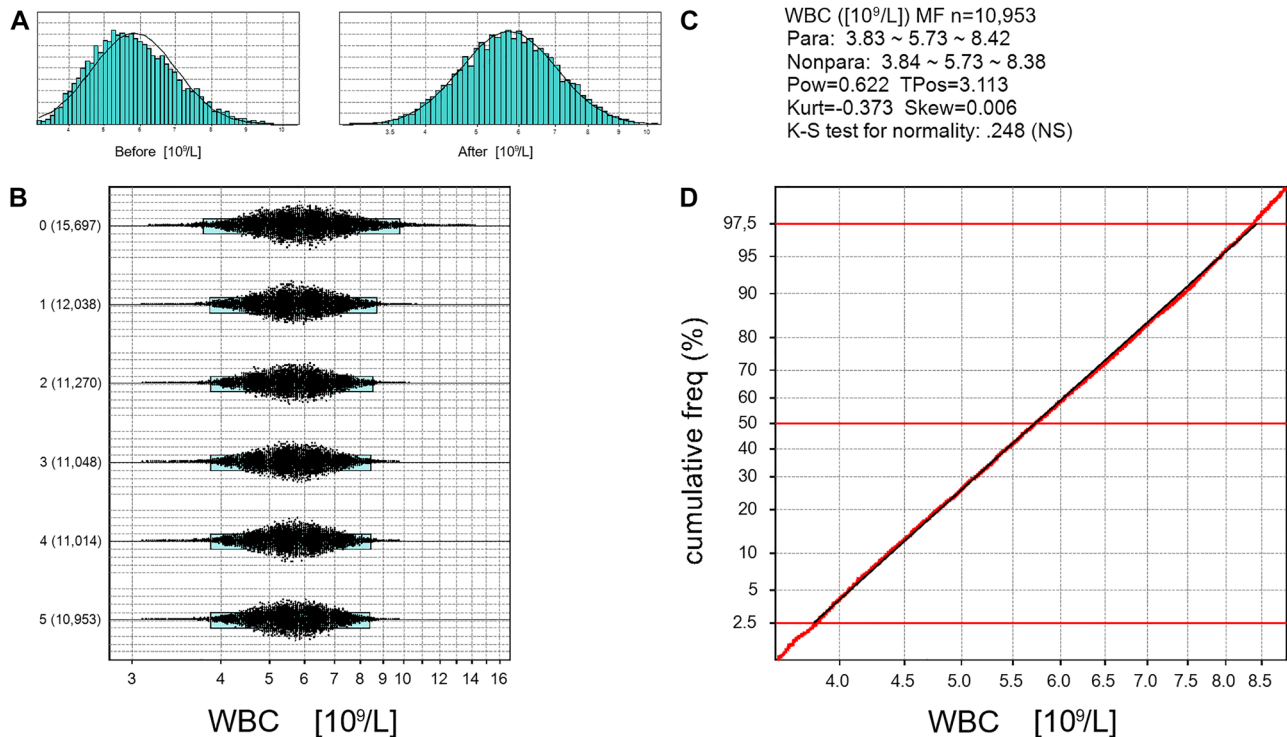 A
4 5 6 7 8 9 10
Before [10⁹/L]
3.5 4 5 6 7 8 9 10
After [10⁹/L]
C
WBC ([10⁹/L]) MF n=10,953
Para: 3.83 ~ 5.73 ~ 8.42
Nonpara: 3.84 ~ 5.73 ~ 8.38
Pow=0.622 TPos=3.113
Kurt=-0.373 Skew=0.006
K-S test for normality: .248 (NS)
B
0 (15,697)
1 (12,038)
2 (11,270)
3 (11,048)
4 (11,014)
5 (10,953)
3 4 5 6 7 8 9 10 12 14 16
WBC [10⁹/L]
D
cumulative freq (%)
97,5
95
90
80
70
60
50
40
30
20
10
5
2.5
4.0 4.5 5.0 5.5 6.0 6.5 7.0 7.5 8.0 8.5
WBC [10⁹/L]